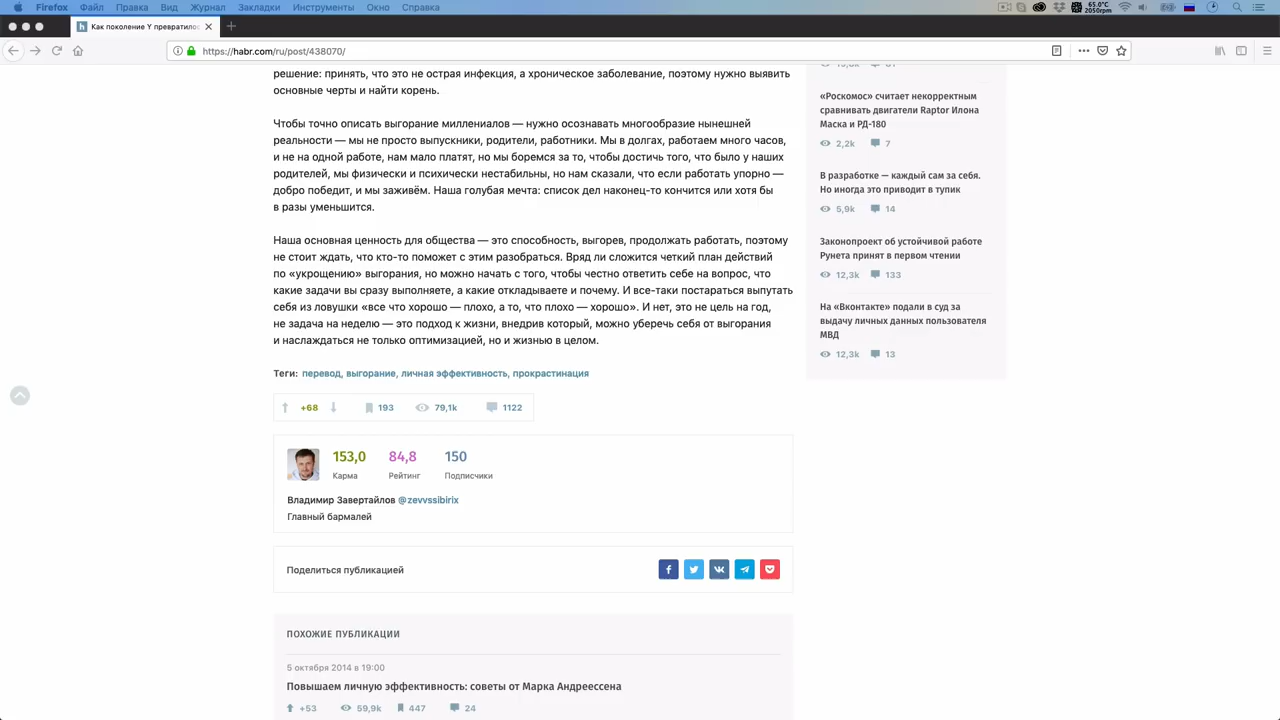 Firefox Файл Правка Вид Журнал Закладки Инструменты Окно Справка
65.0°C
2050rpm
Как поколение Y превратилос
https://habr.com/ru/post/438070/
решение: принять, что это не острая инфекция, а хроническое заболевание, поэтому нужно выявить
основные черты и найти корень.
Чтобы точно описать выгорание миллениалов — нужно осознавать многообразие нынешней
реальности — мы не просто выпускники, родители, работники. Мы в долгах, работаем много часов,
и не на одной работе, нам мало платят, но мы боремся за то, чтобы достичь того, что было у наших
родителей, мы физически и психически нестабильны, но нам сказали, что если работать упорно —
добро победит, и мы заживём. Наша голубая мечта: список дел наконец-то кончится или хотя бы
в разы уменьшится.
Наша основная ценность для общества — это способность, выгорев, продолжать работать, поэтому
не стоит ждать, что кто-то поможет с этим разобраться. Вряд ли сложится четкий план действий
по «укрощению» выгорания, но можно начать с того, чтобы честно ответить себе на вопрос, что
какие задачи вы сразу выполняете, а какие откладываете и почему. И все-таки постараться выпутать
себя из ловушки «все что хорошо — плохо, а то, что плохо — хорошо». И нет, это не цель на год,
не задача на неделю — это подход к жизни, внедрив который, можно уберечь себя от выгорания
и наслаждаться не только оптимизацией, но и жизнью в целом.
Теги: перевод, выгорание, личная эффективность, прокрастинация
+68 193 79,1k 1122
153,0 84,8 150
Карма Рейтинг Подписчики
Владимир Завертайлов @zevvssibirix
Главный бармалей
Поделиться публикацией
ПОХОЖИЕ ПУБЛИКАЦИИ
5 октября 2014 в 19:00
Повышаем личную эффективность: советы от Марка Андреессена
+53 59,9k 447 24
«Роскомос» считает некорректным
сравнивать двигатели Raptor Илона
Маска и РД-180
2,2k 7
В разработке — каждый сам за себя.
Но иногда это приводит в тупик
5,9k 14
Законопроект об устойчивой работе
Рунета принят в первом чтении
12,3k 133
На «Вконтакте» подали в суд за
выдачу личных данных пользователя
МВД
12,3k 13